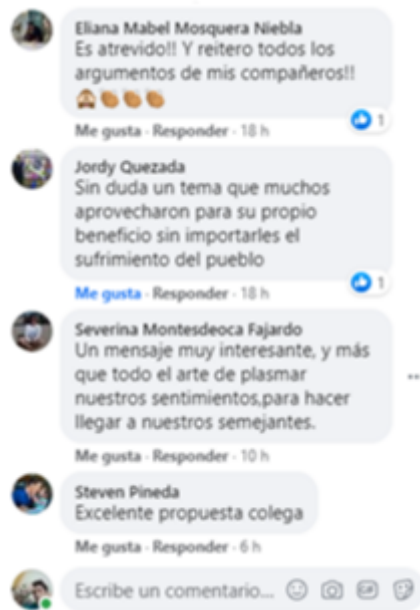 Eliana Mabel Mosquera Niebla
Es atrevido!! Y reitero todos los
argumentos de mis compañeros!!
🙈👏👏👏
1
Me gusta · Responder · 18 h
Jordy Quezada
Sin duda un tema que muchos
aprovecharon para su propio
beneficio sin importarles el
sufrimiento del pueblo
1
Me gusta · Responder · 18 h
Severina Montesdeoca Fajardo
Un mensaje muy interesante, y más
que todo el arte de plasmar
nuestros sentimientos,para hacer
llegar a nuestros semejantes.
Me gusta · Responder · 10 h
Steven Pineda
Excelente propuesta colega
Me gusta · Responder · 6 h
Escribe un comentario...